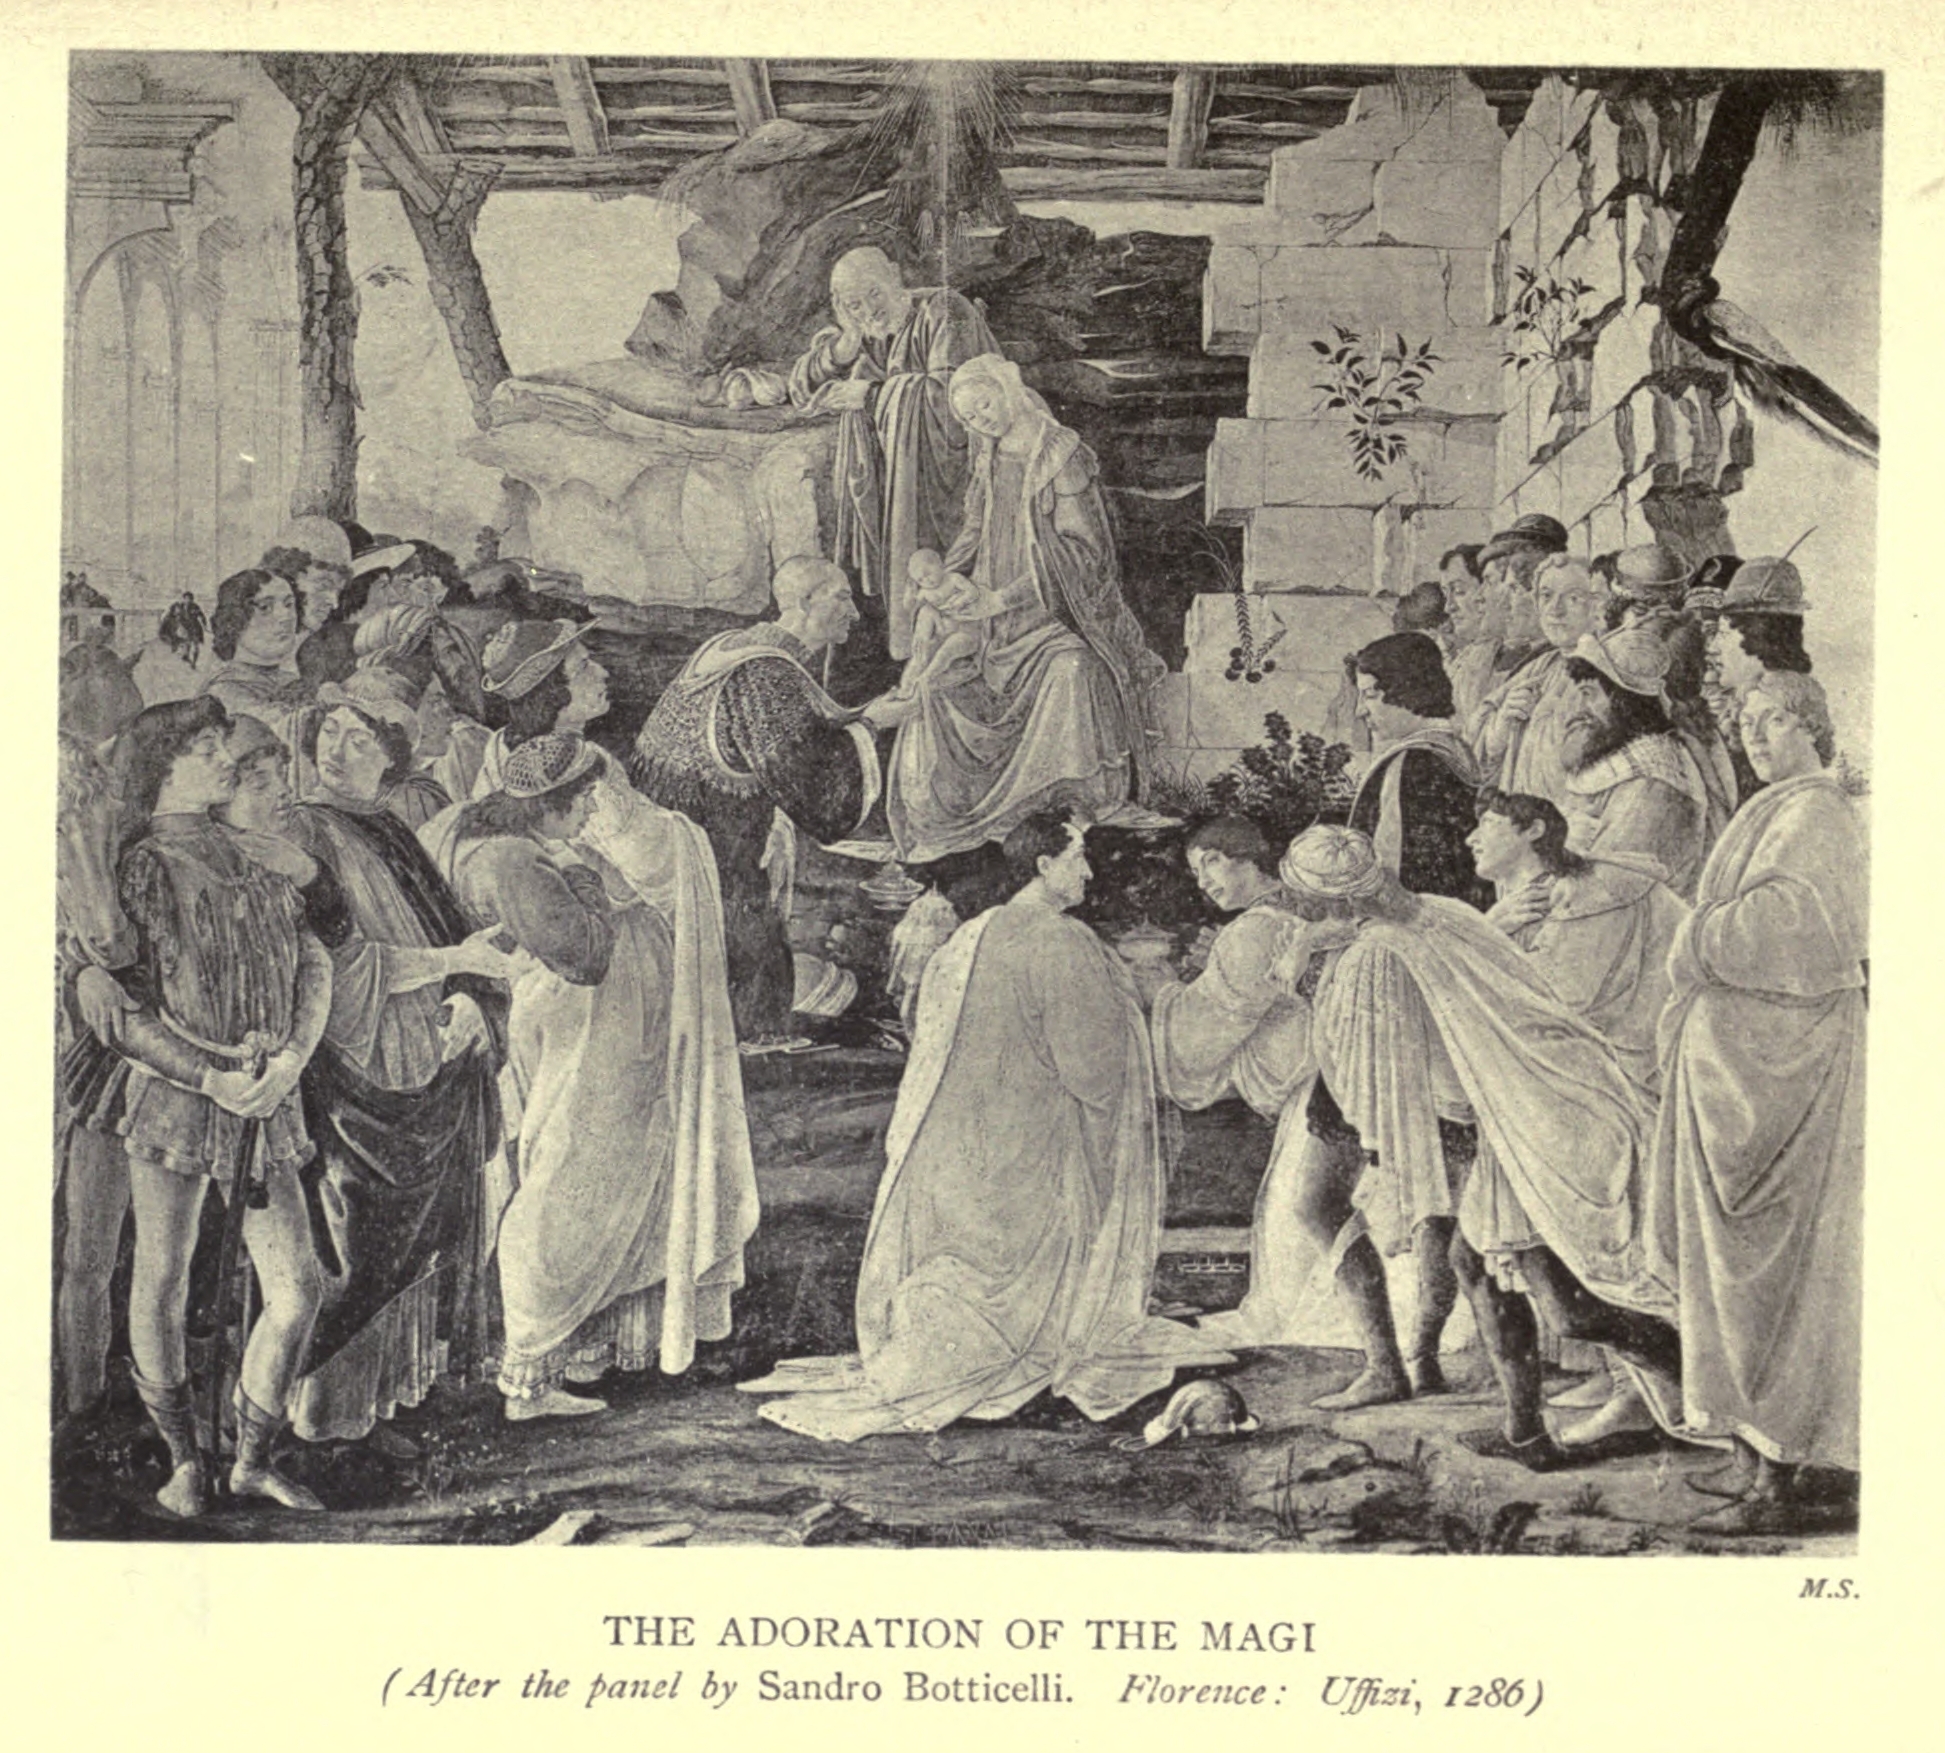 M.S.
THE ADORATION OF THE MAGI
(After the panel by Sandro Botticelli. Florence: Uffizi, 1286)